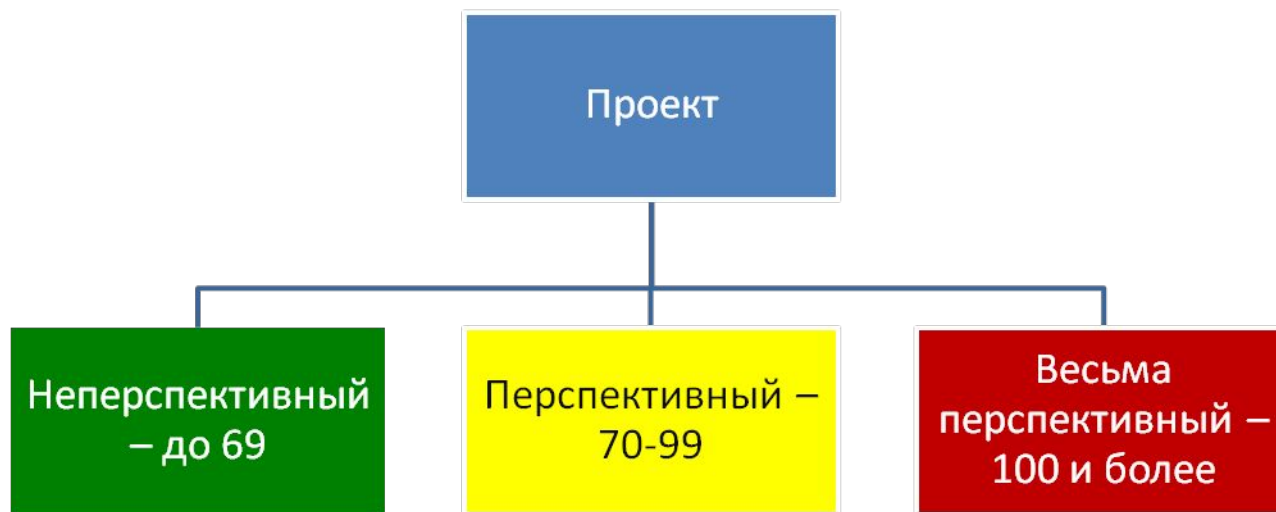 Проект
Неперспективный
– до 69
Перспективный –
70-99
Весьма
перспективный –
100 и более